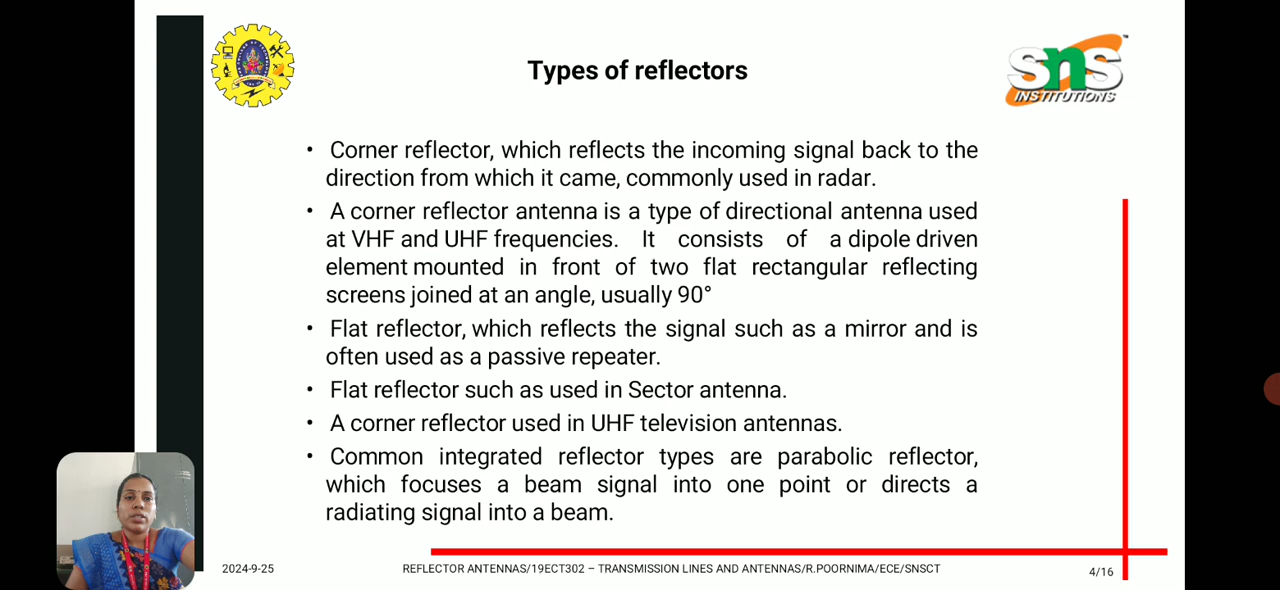 Types of reflectors
SNS
INSTITUTIONS
• Corner reflector, which reflects the incoming signal back to the
direction from which it came, commonly used in radar.
• A corner reflector antenna is a type of directional antenna used
at VHF and UHF frequencies. It consists of a dipole driven
element mounted in front of two flat rectangular reflecting
screens joined at an angle, usually 90°
• Flat reflector, which reflects the signal such as a mirror and is
often used as a passive repeater.
• Flat reflector such as used in Sector antenna.
• A corner reflector used in UHF television antennas.
• Common integrated reflector types are parabolic reflector,
which focuses a beam signal into one point or directs a
radiating signal into a beam.
2024-9-25
REFLECTOR ANTENNAS/19ECT302 – TRANSMISSION LINES AND ANTENNAS/R.POORNIMA/ECE/SNSCT
4/16